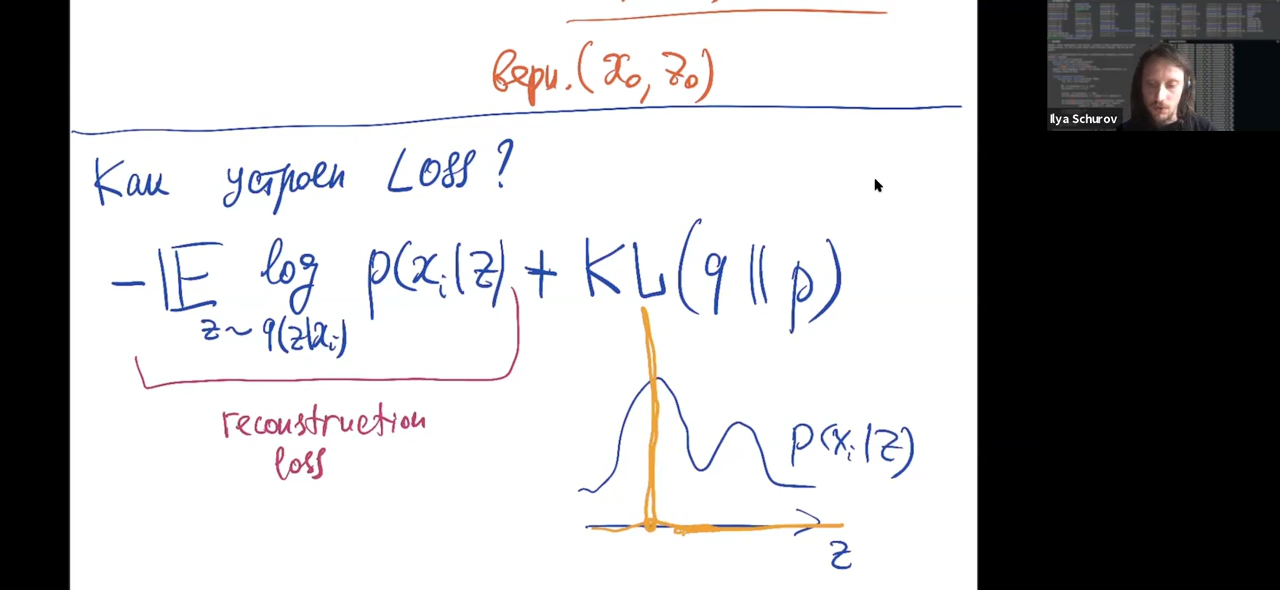 верн.(x₀, z₀)
Ilya Schurov
Как устроен Loss?
-𝔼 log p(xᵢ|z) + KL(q || p)
z ~ q(z|xᵢ)
reconstruction
loss
p(xᵢ|z)
z